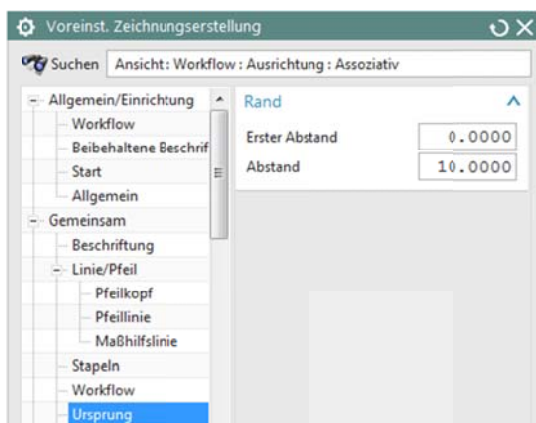 Voreinst. Zeichnungserstellung
Suchen Ansicht: Workflow : Ausrichtung : Assoziativ
Allgemein/Einrichtung
Workflow
Beibehaltene Beschrif
Start
Allgemein
Gemeinsam
Beschriftung
Linie/Pfeil
Pfeilkopf
Pfeillinie
Maßhilfslinie
Stapeln
Workflow
Ursprung
Rand
Erster Abstand 0.0000
Abstand 10.0000